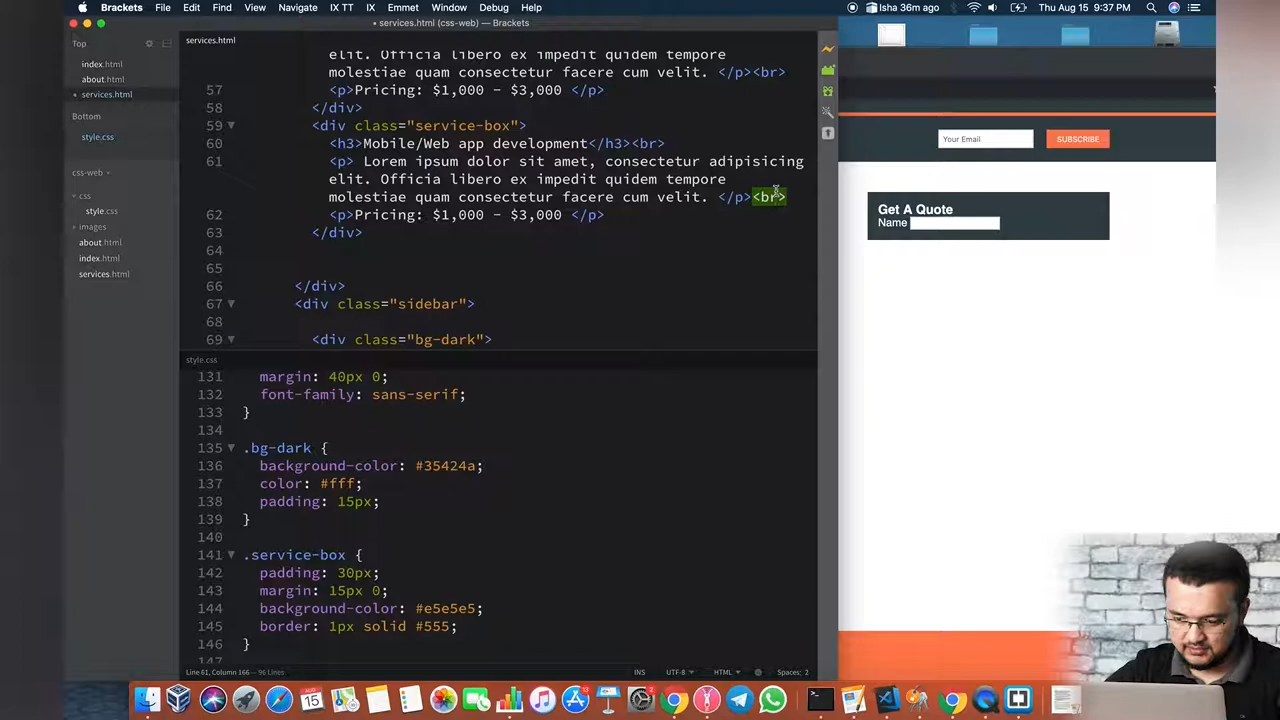 Brackets File Edit Find View Navigate IX TT IX Emmet Window Debug Help
Isha 36m ago Thu Aug 15 9:37 PM
• services.html (css-web) — Brackets
Top
index.html
about.html
services.html
Bottom
style.css
css-web
css
style.css
images
about.html
index.html
services.html
services.html
elit. Officia libero ex impedit quidem tempore
molestiae quam consectetur facere cum velit. </p><br>
57 <p>Pricing: $1,000 - $3,000 </p>
58 </div>
59 <div class="service-box">
60 <h3>Mobile/Web app development</h3><br>
61 <p> Lorem ipsum dolor sit amet, consectetur adipisicing
elit. Officia libero ex impedit quidem tempore
molestiae quam consectetur facere cum velit. </p><br>
62 <p>Pricing: $1,000 - $3,000 </p>
63 </div>
64
65
66 </div>
67 <div class="sidebar">
68
69 <div class="bg-dark">
style.css
131 margin: 40px 0;
132 font-family: sans-serif;
133 }
134
135 .bg-dark {
136 background-color: #35424a;
137 color: #fff;
138 padding: 15px;
139 }
140
141 .service-box {
142 padding: 30px;
143 margin: 15px 0;
144 background-color: #e5e5e5;
145 border: 1px solid #555;
146 }
147
Line 61, Column 166 — 96 Lines
INS UTF-8 HTML Spaces: 2
Your Email SUBSCRIBE
Get A Quote
Name
AUG
15